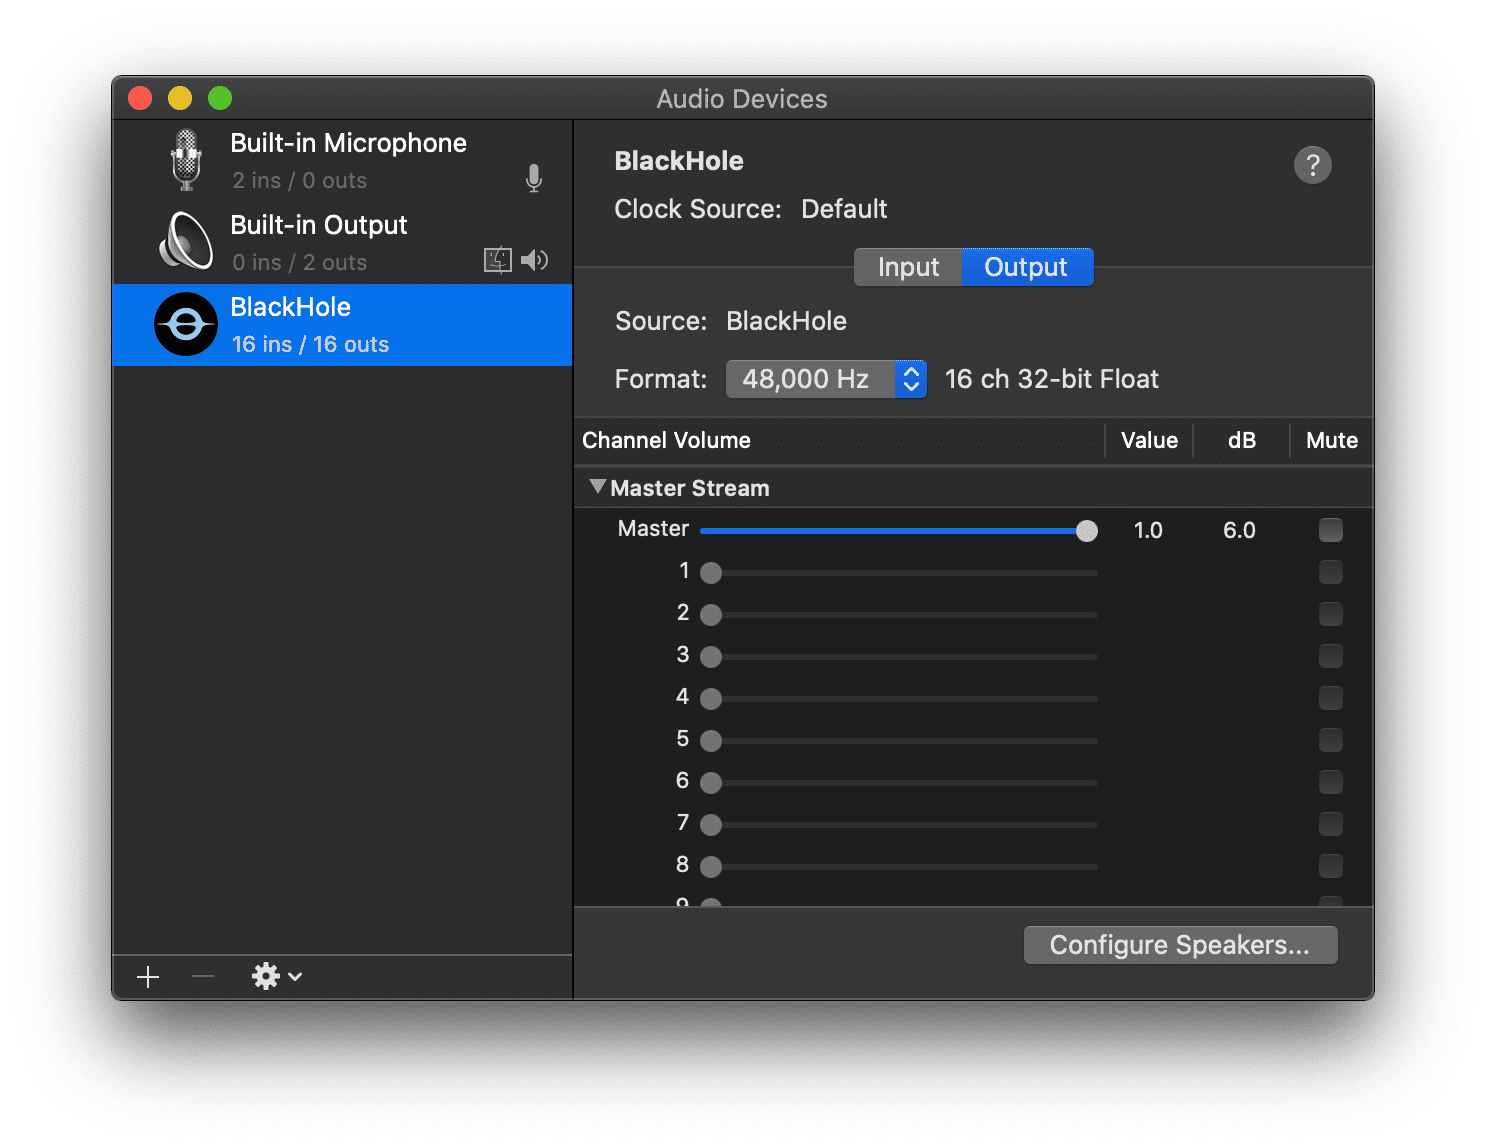 Audio Devices
Built-in Microphone
2 ins / 0 outs
Built-in Output
0 ins / 2 outs
BlackHole
16 ins / 16 outs
BlackHole
?
Clock Source: Default
Input Output
Source: BlackHole
Format: 48,000 Hz 16 ch 32-bit Float
Channel Volume Value dB Mute
Master Stream
Master 1.0 6.0
1
2
3
4
5
6
7
8
9
Configure Speakers...